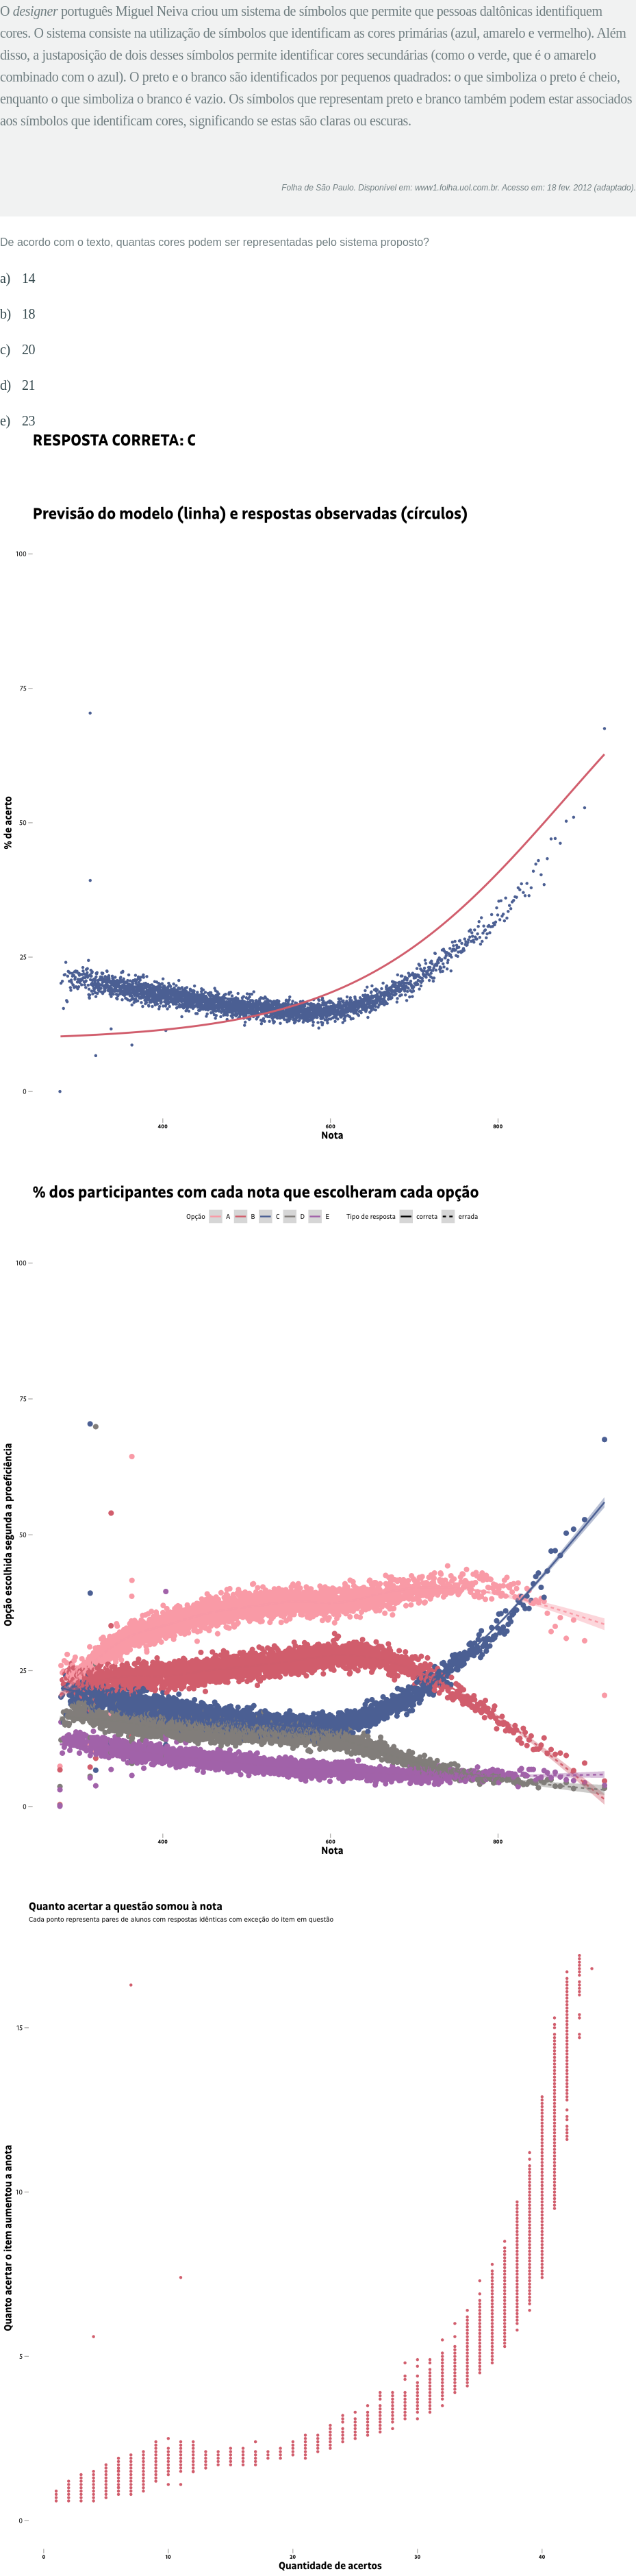 O designer português Miguel Neiva criou um sistema de símbolos que permite que pessoas daltônicas identifiquem
cores. O sistema consiste na utilização de símbolos que identificam as cores primárias (azul, amarelo e vermelho). Além
disso, a justaposição de dois desses símbolos permite identificar cores secundárias (como o verde, que é o amarelo
combinado com o azul). O preto e o branco são identificados por pequenos quadrados: o que simboliza o preto é cheio,
enquanto o que simboliza o branco é vazio. Os símbolos que representam preto e branco também podem estar associados
aos símbolos que identificam cores, significando se estas são claras ou escuras.
Folha de São Paulo. Disponível em: www1.folha.uol.com.br. Acesso em: 18 fev. 2012 (adaptado).
De acordo com o texto, quantas cores podem ser representadas pelo sistema proposto?
a) 14
b) 18
c) 20
d) 21
e) 23
RESPOSTA CORRETA: C
Previsão do modelo (linha) e respostas observadas (círculos)
100
75
50
25
0
% de acerto
400 600 800
Nota
% dos participantes com cada nota que escolheram cada opção
Opção A B C D E Tipo de resposta correta errada
100
75
50
25
0
Opção escolhida segunda a proeficiência
400 600 800
Nota
Quanto acertar a questão somou à nota
Cada ponto representa pares de alunos com respostas idênticas com exceção do item em questão
15
10
5
0
Quanto acertar o item aumentou a anota
0 10 20 30 40
Quantidade de acertos